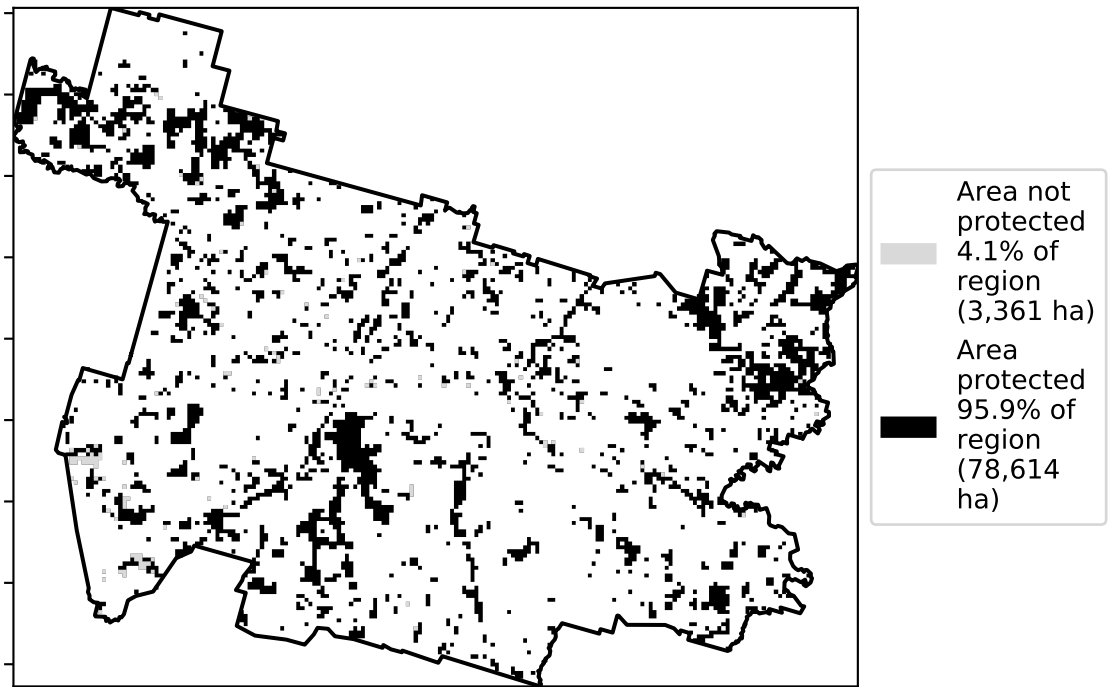 Area not
protected
4.1% of
region
(3,361 ha)
Area
protected
95.9% of
region
(78,614
ha)